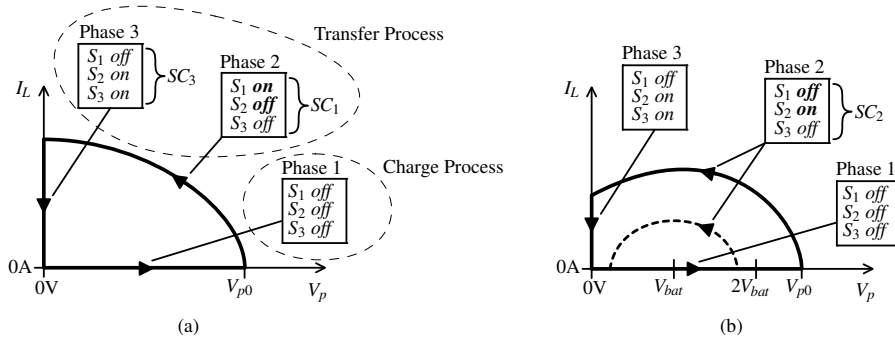 Phase 3
S1 off
S2 on
S3 on
SC3
Transfer Process
Phase 2
S1 on
S2 off
S3 off
SC1
IL
Phase 1
S1 off
S2 off
S3 off
Charge Process
0A
0V
Vp0
Vp
(a)
Phase 3
S1 off
S2 on
S3 on
Phase 2
S1 off
S2 on
S3 off
SC2
IL
Phase 1
S1 off
S2 off
S3 off
0A
0V
Vbat
2Vbat
Vp0
Vp
(b)